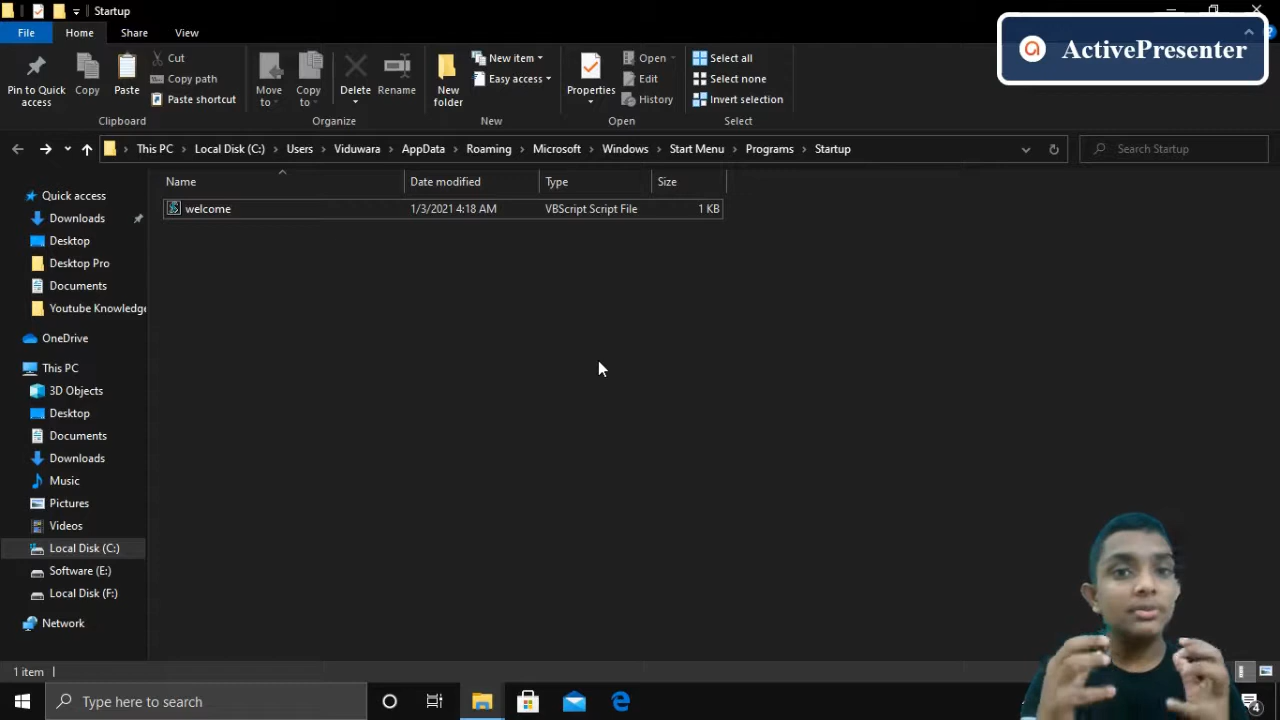 Startup
File Home Share View
ActivePresenter
Pin to Quick access
Copy
Paste
Cut
Copy path
Paste shortcut
Clipboard
Move to
Copy to
Delete
Rename
Organize
New folder
New item
Easy access
New
Properties
Open
Edit
History
Open
Select all
Select none
Invert selection
Select
This PC Local Disk (C:) Users Viduwara AppData Roaming Microsoft Windows Start Menu Programs Startup
Search Startup
Name Date modified Type Size
welcome 1/3/2021 4:18 AM VBScript Script File 1 KB
Quick access
Downloads
Desktop
Desktop Pro
Documents
Youtube Knowledge
OneDrive
This PC
3D Objects
Desktop
Documents
Downloads
Music
Pictures
Videos
Local Disk (C:)
Software (E:)
Local Disk (F:)
Network
1 item
Type here to search
4